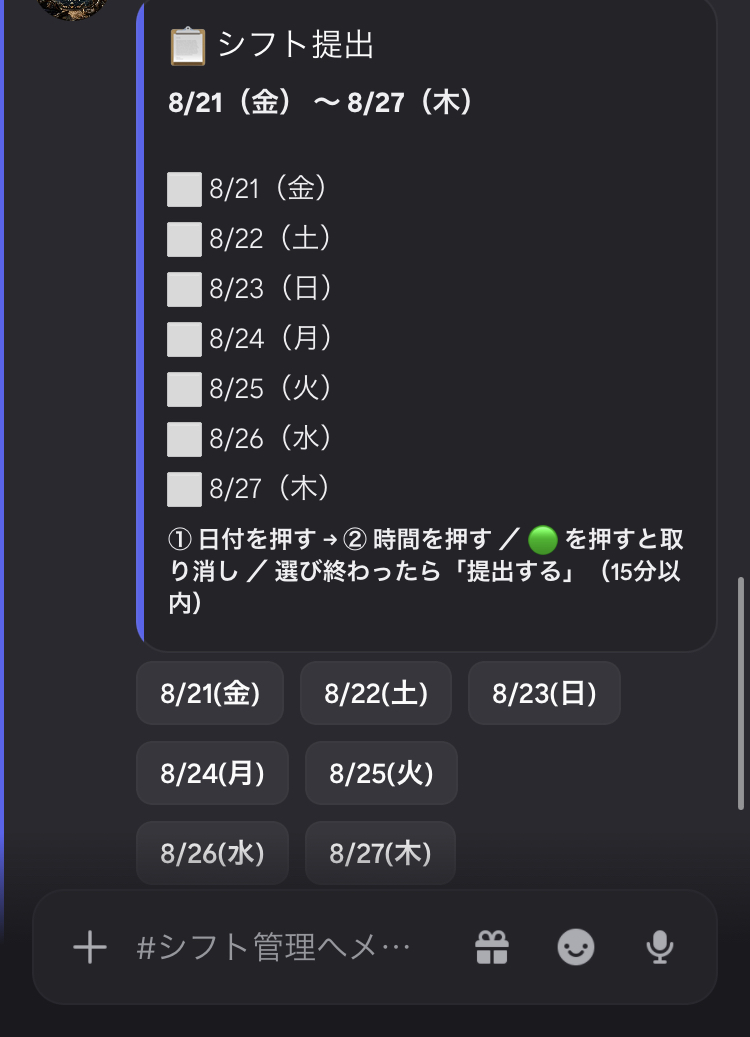 シフト提出
8/21（金） 〜 8/27（木）
8/21（金）
8/22（土）
8/23（日）
8/24（月）
8/25（火）
8/26（水）
8/27（木）
① 日付を押す → ② 時間を押す ／ 🟢 を押すと取
り消し ／ 選び終わったら「提出する」（15分以
内）
8/21(金) 8/22(土) 8/23(日)
8/24(月) 8/25(火)
8/26(水) 8/27(木)
#シフト管理へメ…